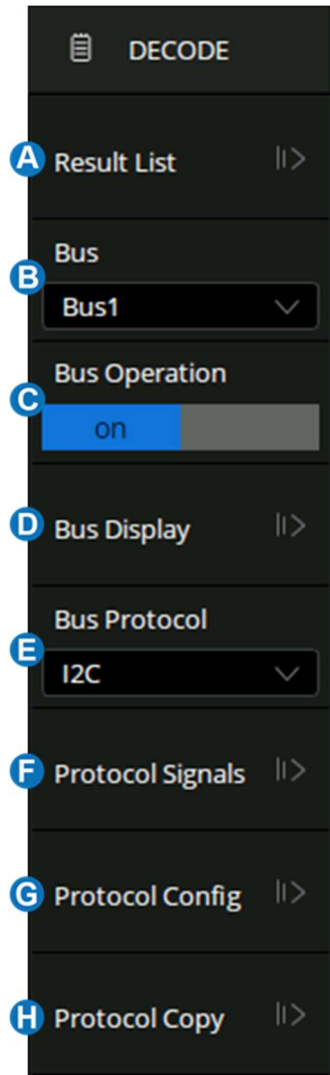 DECODE
A Result List
Bus
B
Bus1
Bus Operation
C
on
D Bus Display
Bus Protocol
E
I2C
F Protocol Signals
G Protocol Config
H Protocol Copy